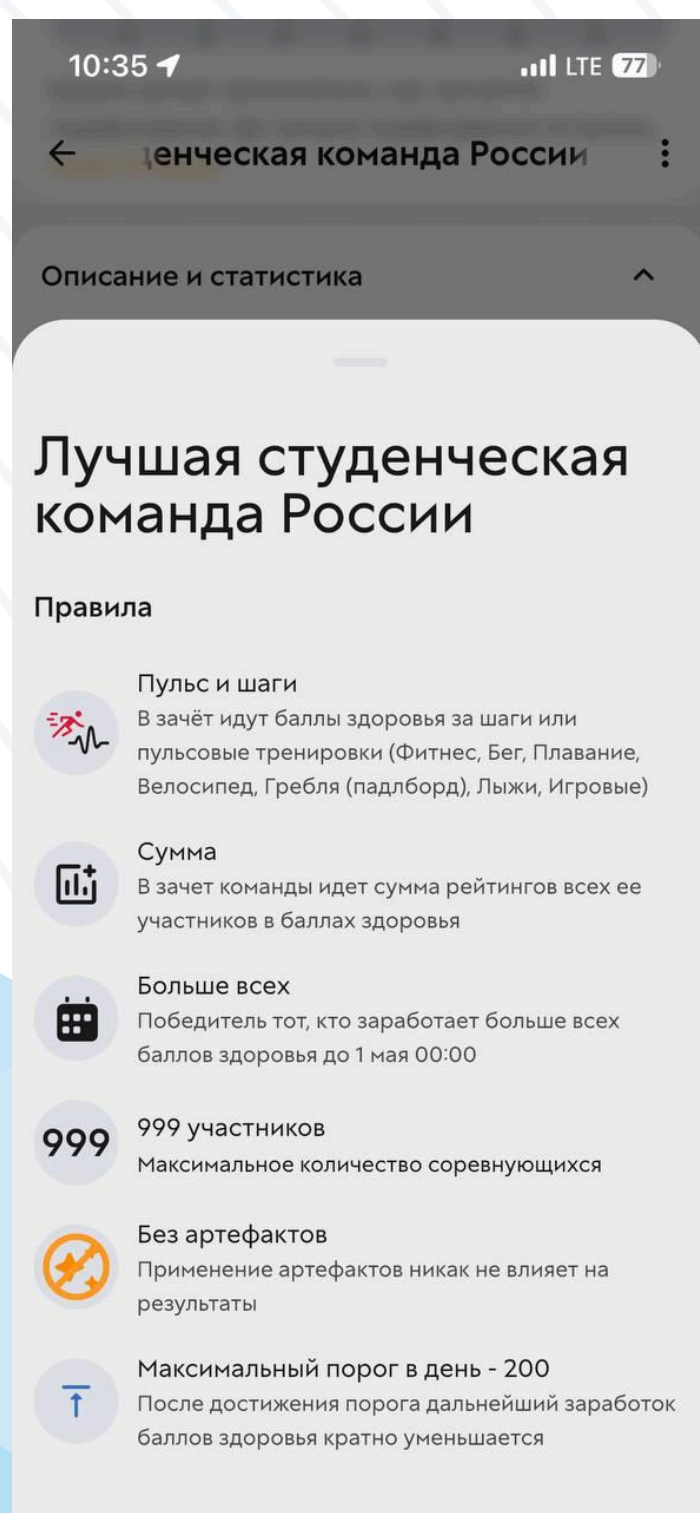 10:35
LTE 77
денческая команда России
Описание и статистика
Лучшая студенческая
команда России
Правила
Пульс и шаги
В зачёт идут баллы здоровья за шаги или
пульсовые тренировки (Фитнес, Бег, Плавание,
Велосипед, Гребля (падлборд), Лыжи, Игровые)
Сумма
В зачет команды идет сумма рейтингов всех ее
участников в баллах здоровья
Больше всех
Победитель тот, кто заработает больше всех
баллов здоровья до 1 мая 00:00
999
999 участников
Максимальное количество соревнующихся
Без артефактов
Применение артефактов никак не влияет на
результаты
Максимальный порог в день - 200
После достижения порога дальнейший заработок
баллов здоровья кратно уменьшается